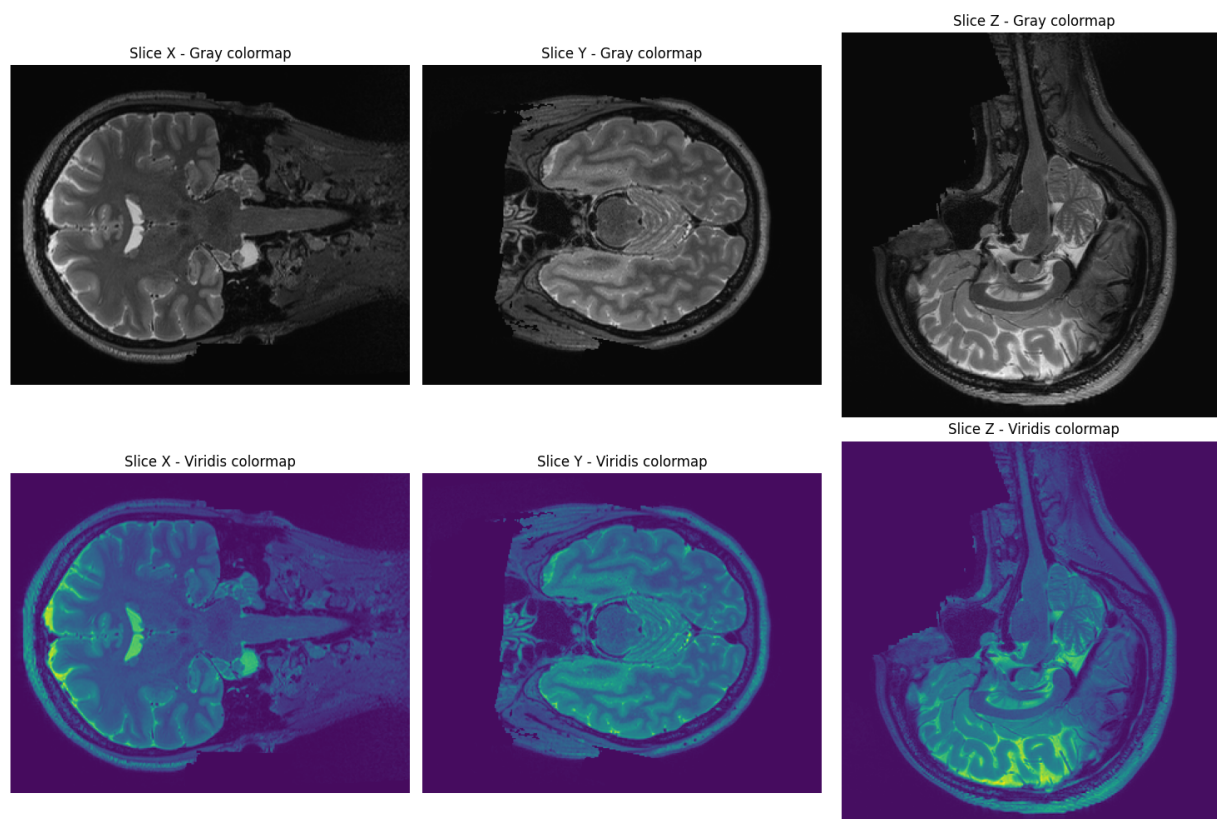 Slice X - Gray colormap
Slice Y - Gray colormap
Slice Z - Gray colormap
Slice X - Viridis colormap
Slice Y - Viridis colormap
Slice Z - Viridis colormap